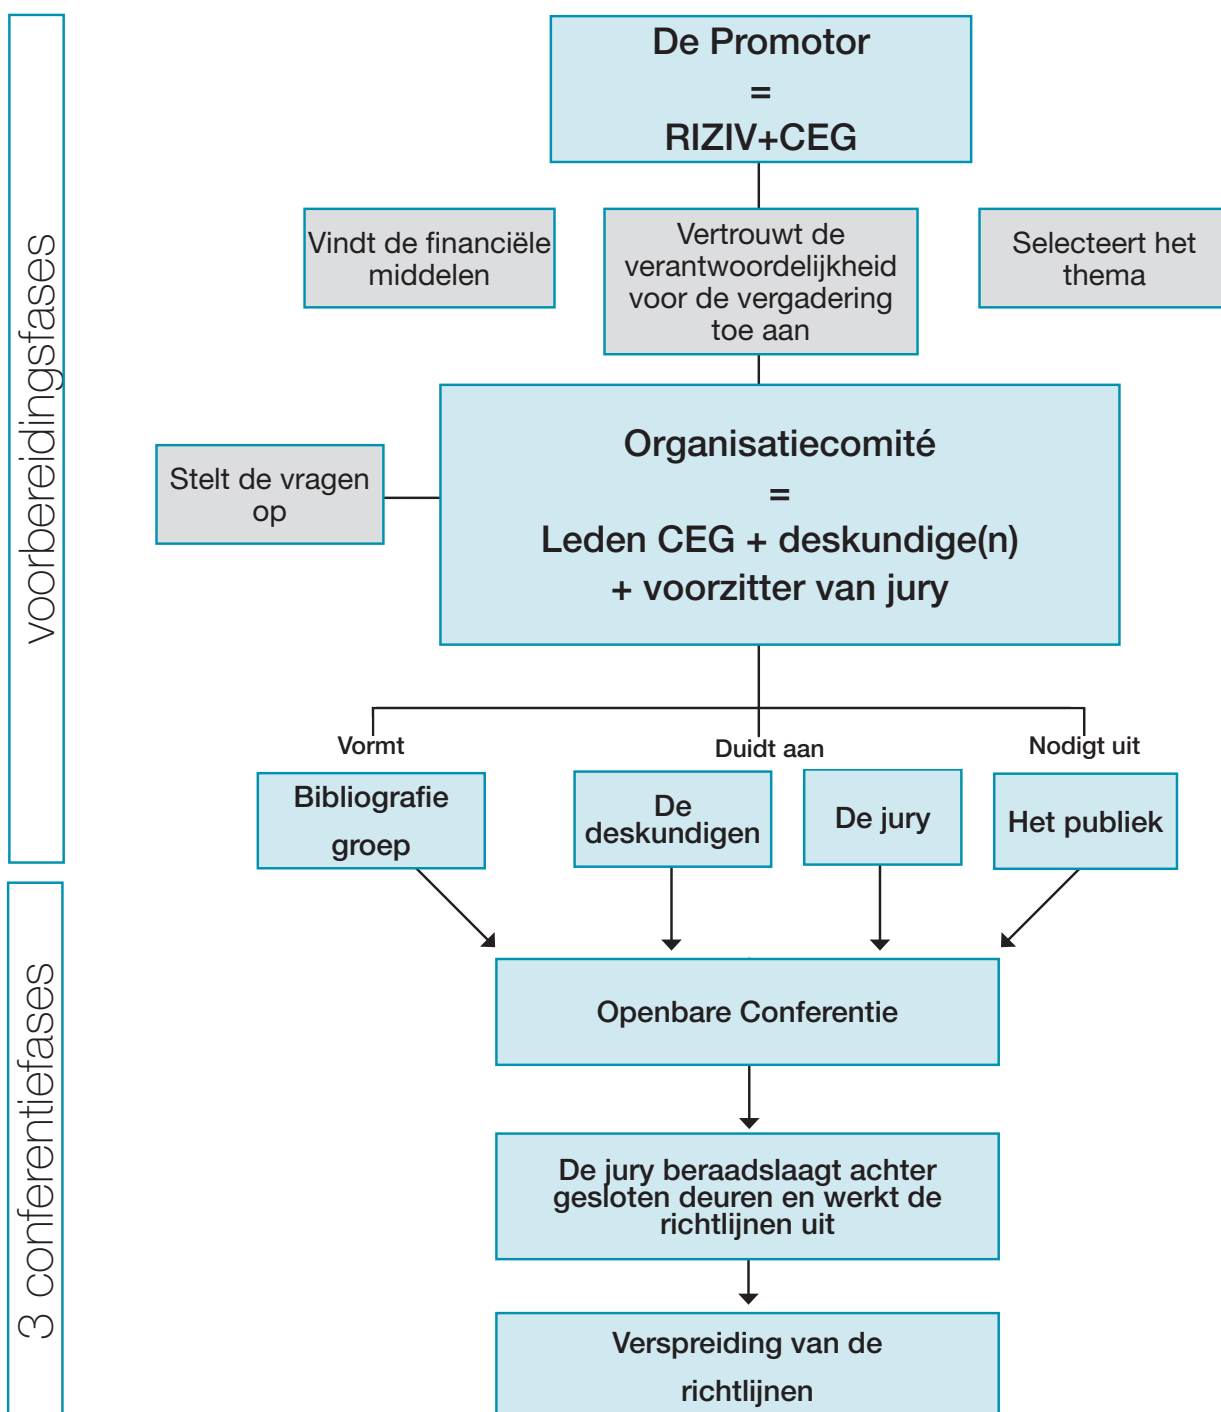 De Promotor
=
RIZIV+CEG
Vindt de financiële
middelen
Vertrouwt de
verantwoordelijkheid
voor de vergadering
toe aan
Selecteert het
thema
voorbereidingsfases
Organisatiecomité
=
Leden CEG + deskundige(n)
+ voorzitter van jury
Stelt de vragen
op
Vormt
Duidt aan
Nodigt uit
Bibliografie
groep
De
deskundigen
De jury
Het publiek
3 conferentiefases
Openbare Conferentie
De jury beraadslaagt achter
gesloten deuren en werkt de
richtlijnen uit
Verspreiding van de
richtlijnen